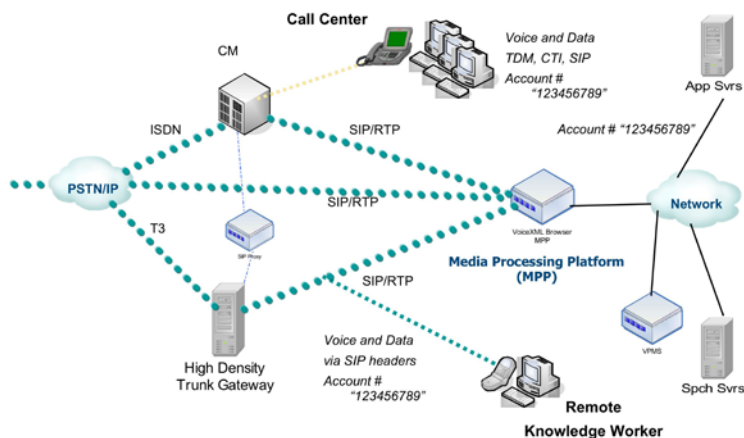 Call Center
Voice and Data
TDM, CTI, SIP
Account #
"123456789"
CM
App Svrs
ISDN
SIP/RTP
Account # "123456789"
PSTN/IP
SIP/RTP
Network
T3
SIP Proxy
VoiceXML Browser
MPP
Media Processing Platform
(MPP)
SIP/RTP
Voice and Data
via SIP headers
Account #
"123456789"
VPMS
High Density
Trunk Gateway
Spch Svrs
Remote
Knowledge Worker